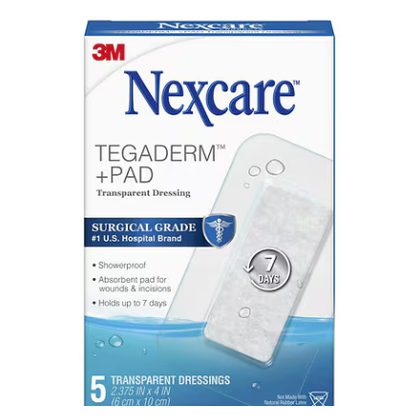 3M
Nexcare™
TEGADERM™
+PAD
Transparent Dressing
SURGICAL GRADE
#1 U.S. Hospital Brand
• Showerproof
• Absorbent pad for
wounds & incisions
• Holds up to 7 days
7
DAYS
5 TRANSPARENT DRESSINGS
2.375 IN x 4 IN
(6 cm x 10 cm)
Not Made With
Natural Rubber Latex